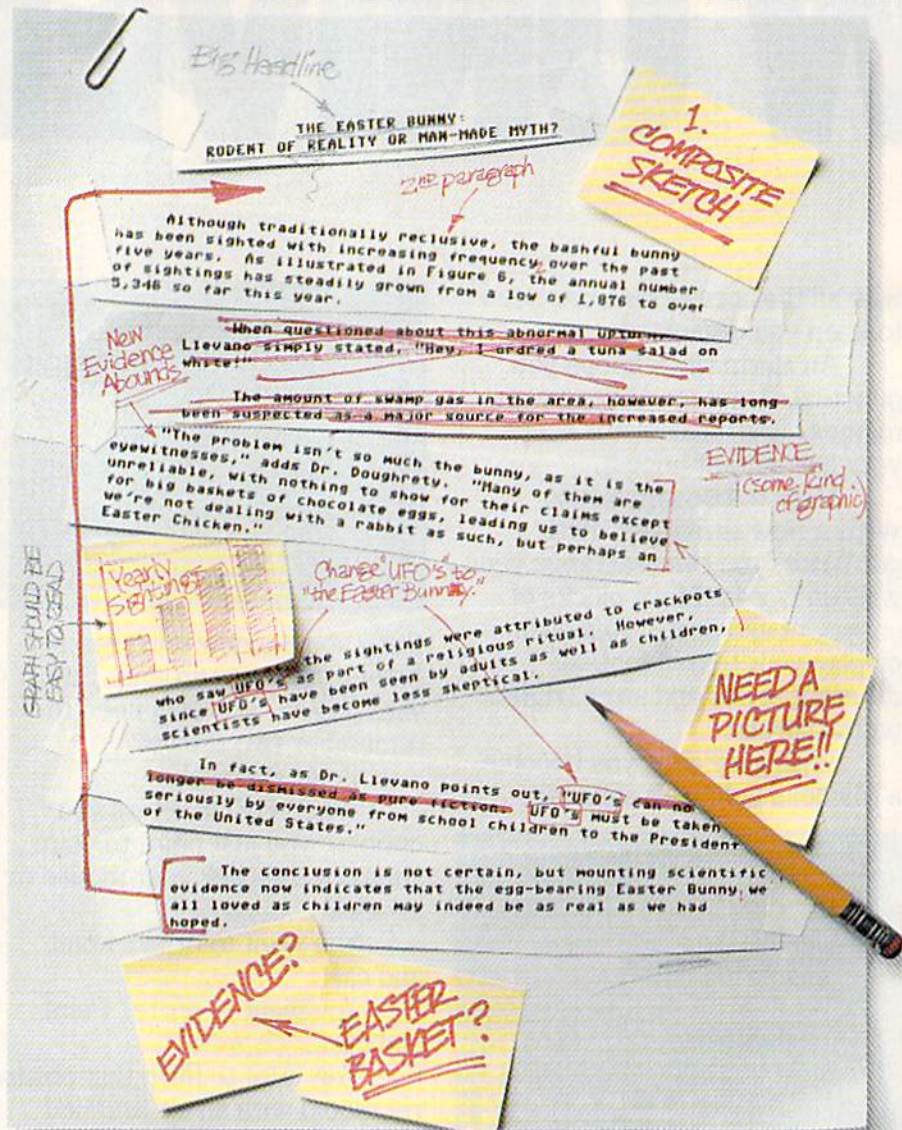 Big Headline
THE EASTER BUNNY:
RODENT OF REALITY OR MAN-MADE MYTH?
1.
COMPOSITE
SKETCH
2ND paragraph
Although traditionally reclusive, the bashful bunny
has been sighted with increasing frequency over the past
five years. As illustrated in Figure 6, the annual number
2
of sightings has steadily grown from a low of 1,876 to over
5,346 so far this year.
When questioned about this abnormal upturn,
Llevano simply stated, "Hey, I ordred a tuna salad on
white!"
New
Evidence
Abounds
The amount of swamp gas in the area, however, has long
been suspected as a major source for the increased reports.
"The problem isn't so much the bunny, as it is the
eyewitnesses," adds Dr. Doughrety. "Many of them are
unreliable, with nothing to show for their claims except
for big baskets of chocolate eggs, leading us to believe
we're not dealing with a rabbit as such, but perhaps an
Easter Chicken."
EVIDENCE
(some kind
of graphic)
GRAPH SHOULD BE
EASY TO READ
Yearly
Sightings
Change "UFO's" to
"the Easter Bunny."
the sightings were attributed to crackpots
who saw UFO's as part of a religious ritual. However,
since UFO's have been seen by adults as well as children,
scientists have become less skeptical.
NEED A
PICTURE
HERE!!
In fact, as Dr. Llevano points out, "UFO's can no
longer be dismissed as pure fiction. UFO's must be taken
seriously by everyone from school children to the President
of the United States."
The conclusion is not certain, but mounting scientific
evidence now indicates that the egg-bearing Easter Bunny we
all loved as children may indeed be as real as we had
hoped.
EVIDENCE?
EASTER
BASKET?